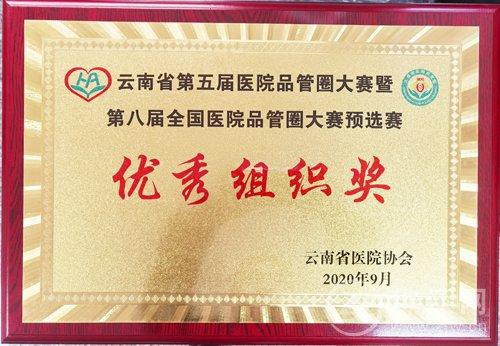 云南省第五届医院品管圈大赛暨
第八届全国医院品管圈大赛预选赛
优秀组织奖
云南省医院协会
2020年9月